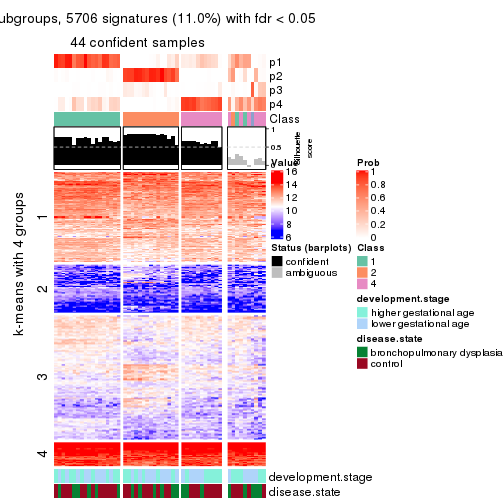 ubgroups, 5706 signatures (11.0%) with fdr < 0.05
44 confident samples
p1
p2
p3
p4
Class
1
0.5
0
Silhouette
score
k-means with 4 groups
1
2
3
4
development.stage
disease.state
Value
16
14
12
10
8
6
Status (barplots)
confident
ambiguous
Prob
1
0.8
0.6
0.4
0.2
0
Class
1
2
4
development.stage
higher gestational age
lower gestational age
disease.state
bronchopulmonary dysplasia
control